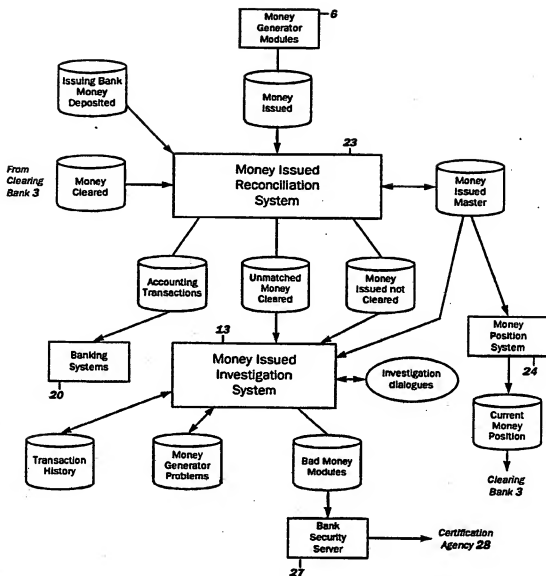 Money
Generator
Modules
6
Issuing Bank
Money
Deposited
Money
Issued
23
From
Clearing
Bank 3
Money
Cleared
Money Issued
Reconciliation
System
Money
Issued
Master
Accounting
Transactions
Unmatched
Money
Cleared
Money
Issued not
Cleared
13
Banking
Systems
20
Money Issued
Investigation
System
Investigation
dialogues
Money
Position
System
24
Transaction
History
Money
Generator
Problems
Bad Money
Modules
Current
Money
Position
Clearing
Bank 3
Bank
Security
Server
27
Certification
Agency 28